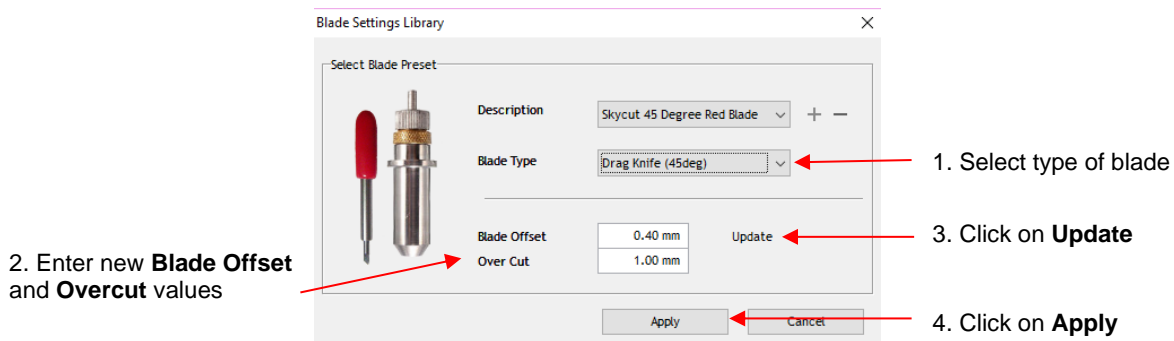 Blade Settings Library
Select Blade Preset
Description
Skycut 45 Degree Red Blade
Blade Type
Drag Knife (45deg)
1. Select type of blade
Blade Offset
0.40 mm
Update
3. Click on Update
2. Enter new Blade Offset
and Overcut values
Over Cut
1.00 mm
Apply
Cancel
4. Click on Apply